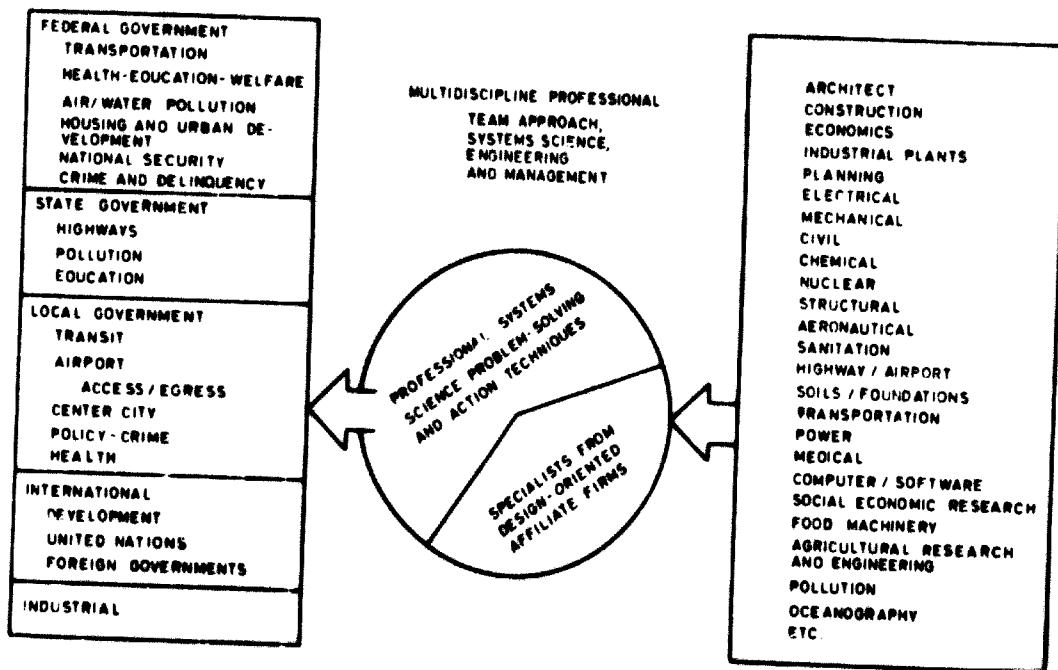 FEDERAL GOVERNMENT
TRANSPORTATION
HEALTH-EDUCATION-WELFARE
AIR/WATER POLLUTION
HOUSING AND URBAN DE-
VELOPMENT
NATIONAL SECURITY
CRIME AND DELINQUENCY
STATE GOVERNMENT
HIGHWAYS
POLLUTION
EDUCATION
LOCAL GOVERNMENT
TRANSIT
AIRPORT
ACCESS/EGRESS
CENTER CITY
POLICY-CRIME
HEALTH
INTERNATIONAL
DEVELOPMENT
UNITED NATIONS
FOREIGN GOVERNMENTS
INDUSTRIAL
MULTIDISCIPLINE PROFESSIONAL
TEAM APPROACH,
SYSTEMS SCIENCE,
ENGINEERING
AND MANAGEMENT
PROFESSIONAL SYSTEMS
SCIENCE PROBLEM-SOLVING
AND ACTION TECHNIQUES
SPECIALISTS FROM
DESIGN-ORIENTED
AFFILIATE FIRMS
ARCHITECT
CONSTRUCTION
ECONOMICS
INDUSTRIAL PLANTS
PLANNING
ELECTRICAL
MECHANICAL
CIVIL
CHEMICAL
NUCLEAR
STRUCTURAL
AERONAUTICAL
SANITATION
HIGHWAY / AIRPORT
SOILS / FOUNDATIONS
TRANSPORTATION
POWER
MEDICAL
COMPUTER / SOFTWARE
SOCIAL ECONOMIC RESEARCH
FOOD MACHINERY
AGRICULTURAL RESEARCH
AND ENGINEERING
POLLUTION
OCEANOGRAPHY
ETC.